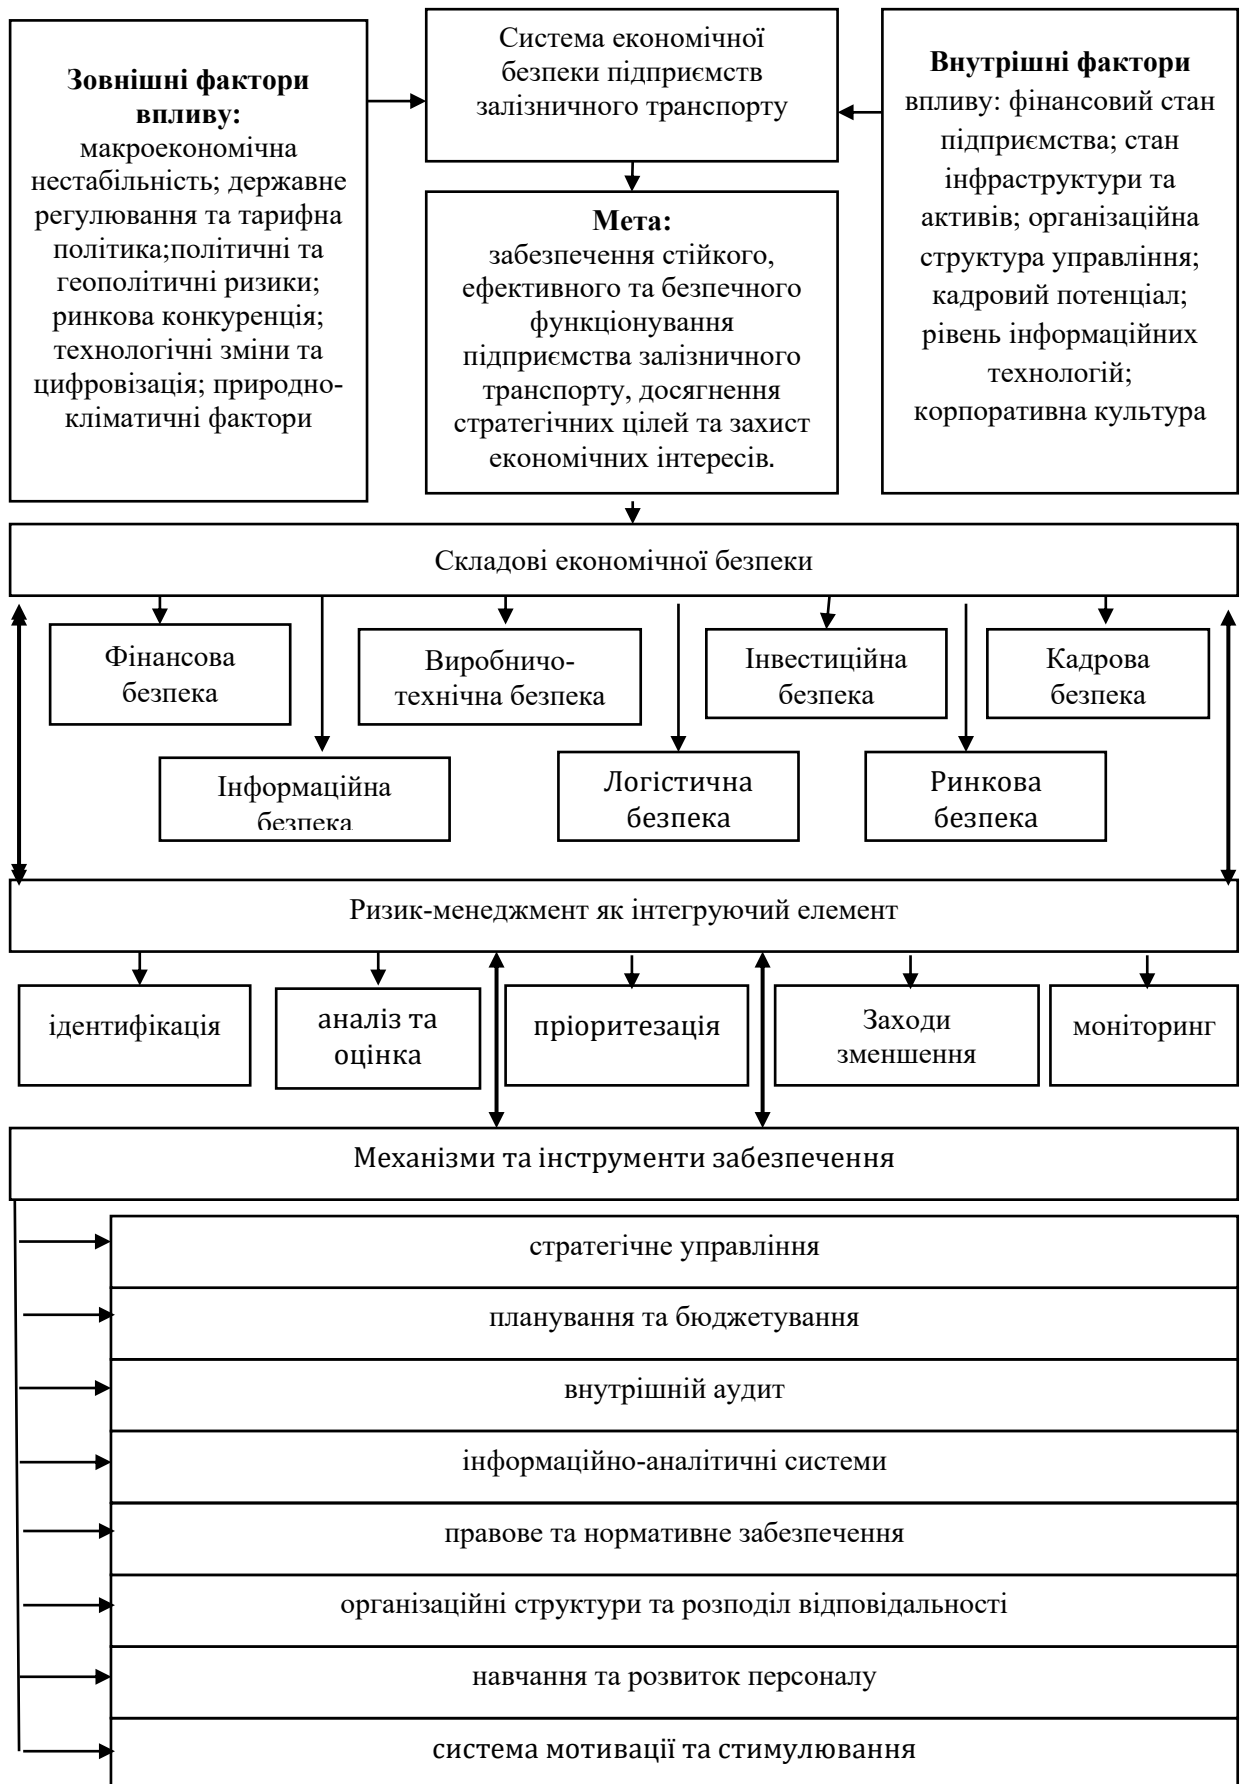 Зовнішні фактори
впливу:
макроекономічна
нестабільність; державне
регулювання та тарифна
політика;політичні та
геополітичні ризики;
ринкова конкуренція;
технологічні зміни та
цифровізація; природно-
кліматичні фактори
Система економічної
безпеки підприємств
залізничного транспорту
Внутрішні фактори
впливу: фінансовий стан
підприємства; стан
інфраструктури та
активів; організаційна
структура управління;
кадровий потенціал;
рівень інформаційних
технологій;
корпоративна культура
Мета:
забезпечення стійкого,
ефективного та безпечного
функціонування
підприємства залізничного
транспорту, досягнення
стратегічних цілей та захист
економічних інтересів.
Складові економічної безпеки
Фінансова
безпека
Виробничо-
технічна безпека
Інвестиційна
безпека
Кадрова
безпека
Інформаційна
безпека
Логістична
безпека
Ринкова
безпека
Ризик-менеджмент як інтегруючий елемент
ідентифікація
аналіз та
оцінка
пріоритезація
Заходи
зменшення
моніторинг
Механізми та інструменти забезпечення
стратегічне управління
планування та бюджетування
внутрішній аудит
інформаційно-аналітичні системи
правове та нормативне забезпечення
організаційні структури та розподіл відповідальності
навчання та розвиток персоналу
система мотивації та стимулювання